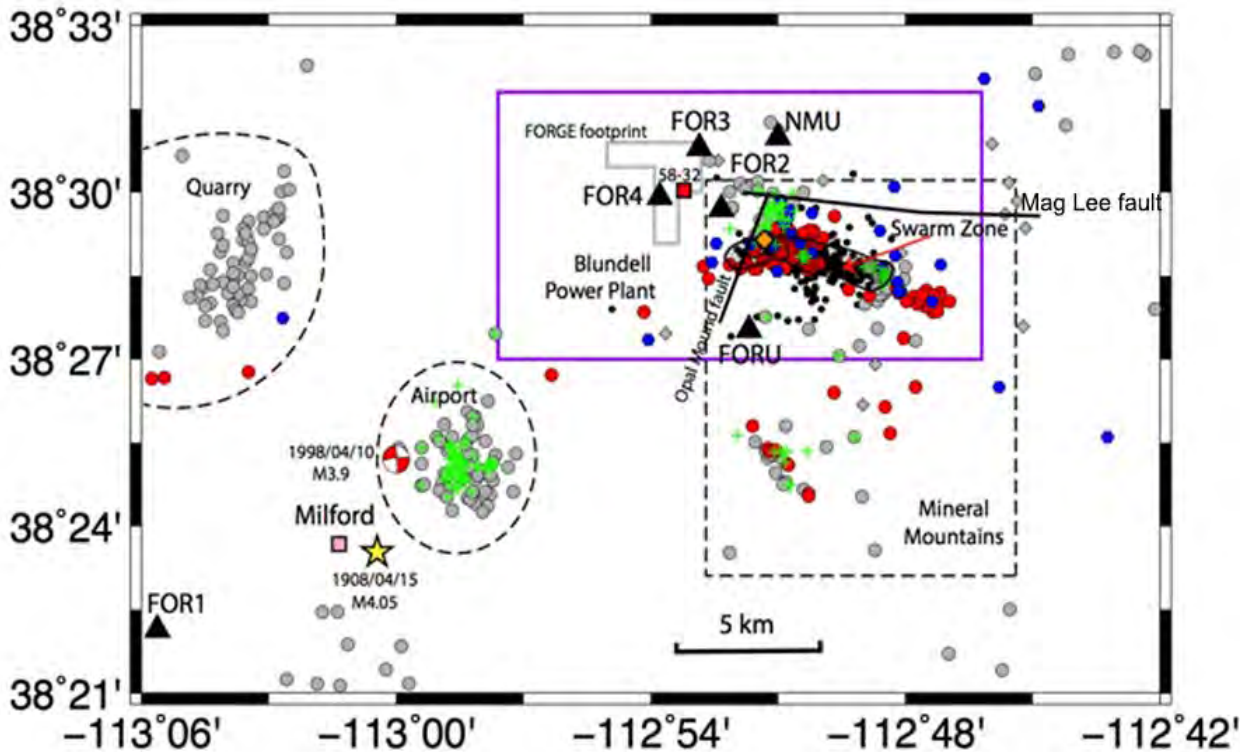 38°33'
38°30'
38°27'
38°24'
38°21'
−113°06'
−113°00'
−112°54'
−112°48'
−112°42'
Quarry
FORGE footprint
FOR3
NMU
FOR2
58-32
FOR4
Mag Lee fault
Swarm Zone
Blundell
Power Plant
Opal Mound fault
FORU
Airport
1998/04/10
M3.9
Milford
1908/04/15
M4.05
FOR1
Mineral
Mountains
5 km